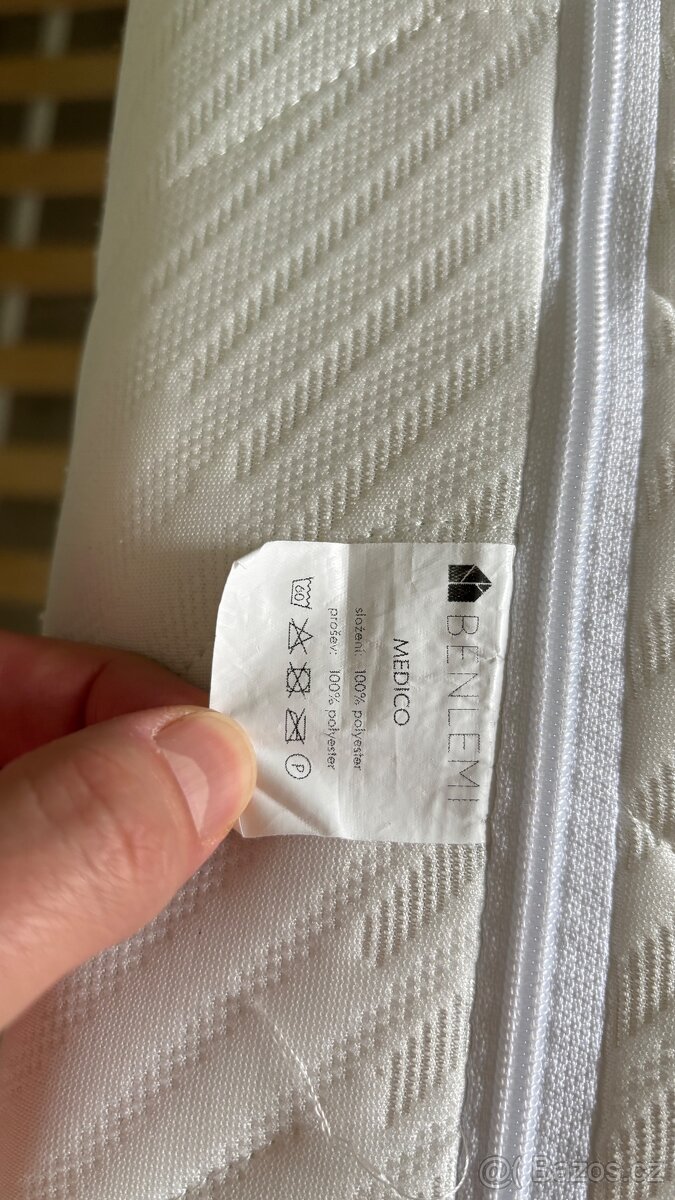 BENLEMI
MEDICO
složení: 100% polyester
prošev: 100% polyester
60 P
@ Bazos.cz